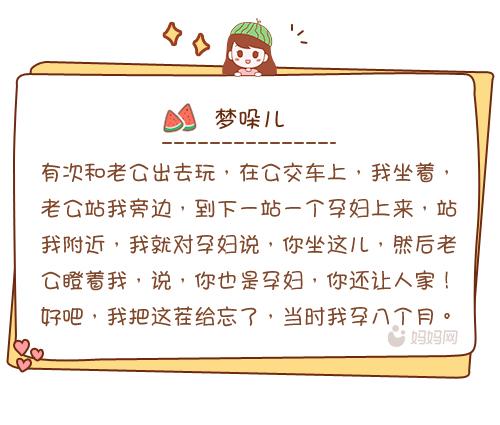 梦哚儿
有次和老公出去玩，在公交车上，我坐着，
老公站我旁边，到下一站一个孕妇上来，站
我附近，我就对孕妇说，你坐这儿，然后老
公瞪着我，说，你也是孕妇，你还让人家！
好吧，我把这茬给忘了，当时我孕八个月。
妈妈网